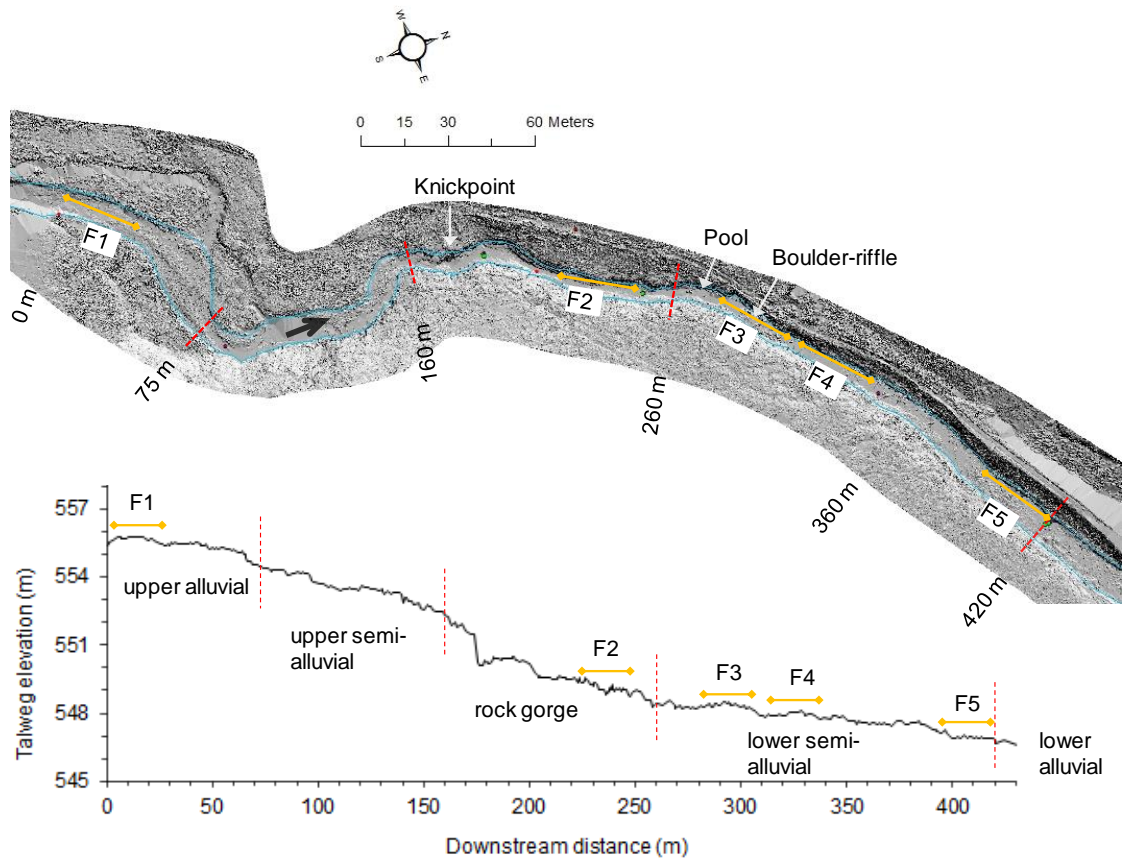 W
N
S
E
0 15 30 60 Meters
Knickpoint
Pool
Boulder-riffle
F1
F2
F3
F4
F5
0 m
75 m
160 m
260 m
360 m
420 m
Talweg elevation (m)
557
554
551
548
545
F1
F2
F3
F4
F5
upper alluvial
upper semi-
alluvial
rock gorge
lower semi-
alluvial
lower
alluvial
0 50 100 150 200 250 300 350 400
Downstream distance (m)